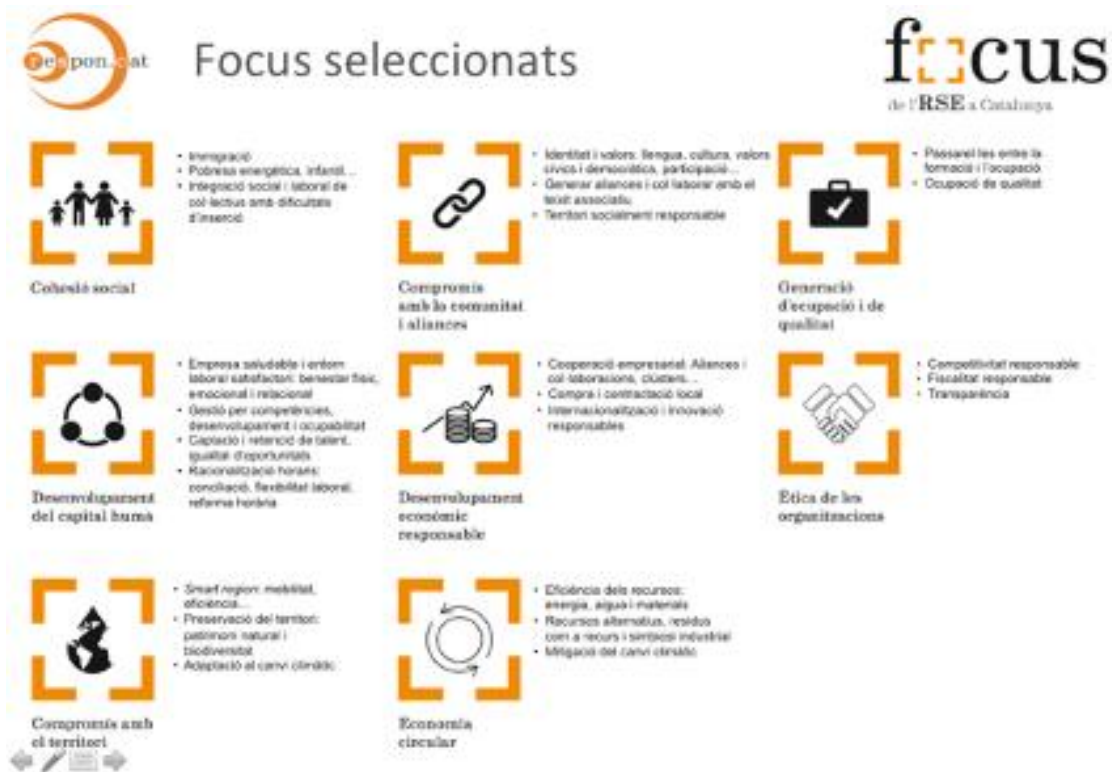 respon.cat
Focus seleccionats
focus
de l'RSE a Catalunya
• Immigració
• Pobresa energètica, infantil...
• Integració social i laboral de
col·lectius amb dificultats
d'inserció
Cohesió social
• Identitat i valors: llengua, cultura, valors
cívics i democràtics, participació...
• Generar aliances i col·laborar amb el
teixit associatiu
• Territori socialment responsable
Compromís
amb la comunitat
i aliances
• Passarel·les entre la
formació i l'ocupació
• Ocupació de qualitat
Generació
d'ocupació i de
qualitat
• Empresa saludable i entorn
laboral satisfactori: benestar físic,
emocional i relacional
• Gestió per competències,
desenvolupament i ocupabilitat
• Captació i retenció de talent,
igualtat d'oportunitats
• Racionalització horaris:
conciliació, flexibilitat laboral,
reforma horària
Desenvolupament
del capital humà
• Cooperació empresarial: Aliances i
col·laboracions, clústers...
• Compra i contractació local
• Internacionalització i innovació
responsables
Desenvolupament
econòmic
responsable
• Competitivitat responsable
• Fiscalitat responsable
• Transparència
Ètica de les
organitzacions
• Smart region: mobilitat,
eficiència...
• Preservació del territori:
patrimoni natural i
biodiversitat
• Adaptació al canvi climàtic
Compromís amb
el territori
• Eficiència dels recursos:
energia, aigua i materials
• Recursos alternatius, residus
com a recurs i simbiosi industrial
• Mitigació del canvi climàtic
Economia
circular